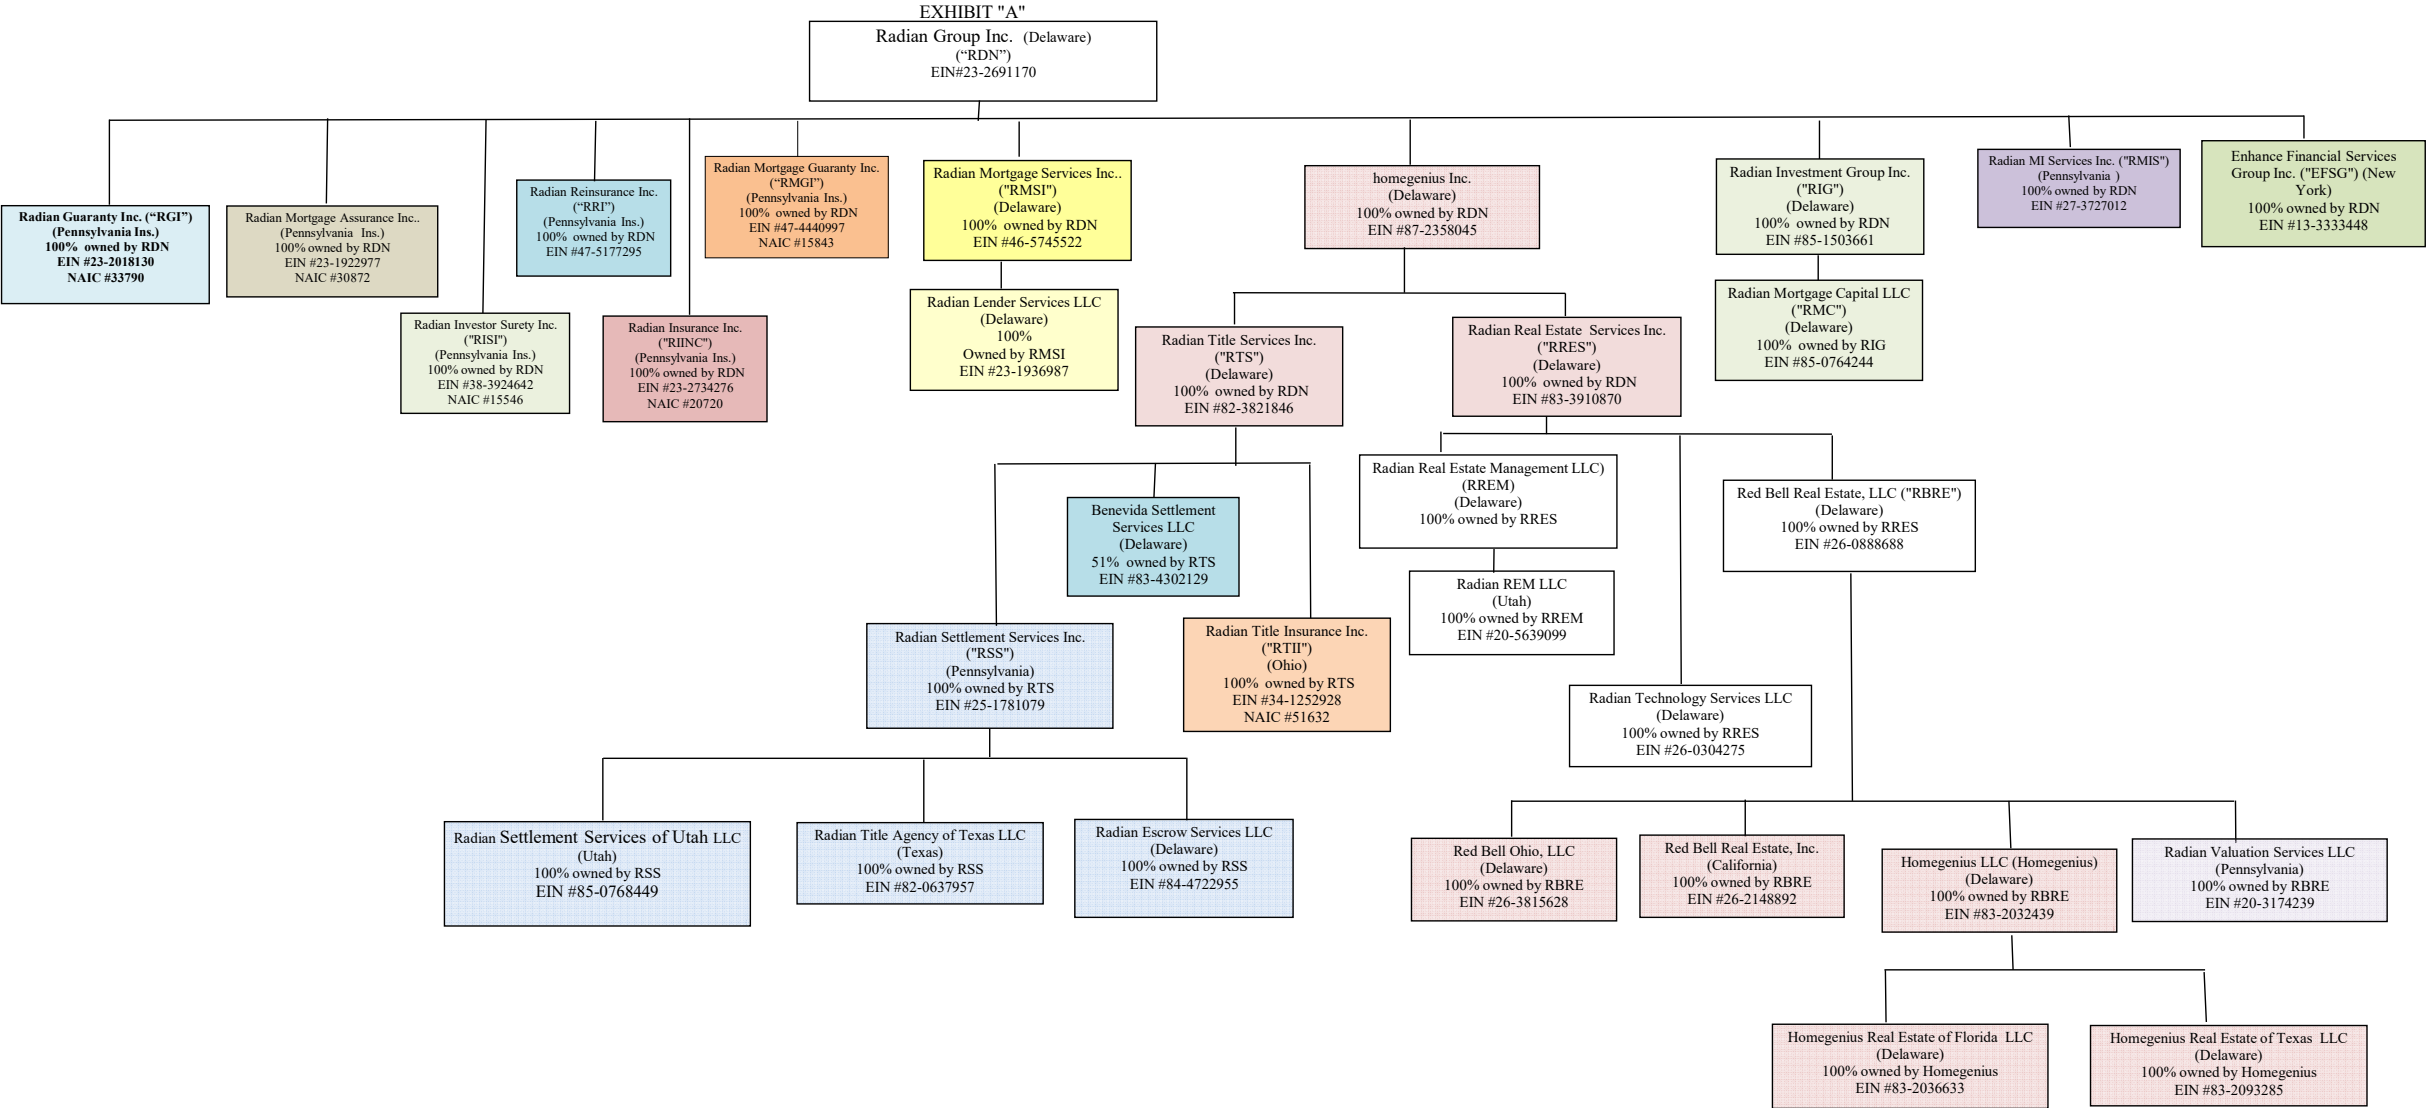 EXHIBIT "A"
Radian Group Inc. (Delaware)
(“RDN”)
EIN#23-2691170
Radian Guaranty Inc. (“RGI”)
(Pennsylvania Ins.)
100% owned by RDN
EIN #23-2018130
NAIC #33790
Radian Mortgage Assurance Inc..
(Pennsylvania Ins.)
100% owned by RDN
EIN #23-1922977
NAIC #30872
Radian Investor Surety Inc.
("RISI")
(Pennsylvania Ins.)
100% owned by RDN
EIN #38-3924642
NAIC #15546
Radian Reinsurance Inc.
(“RRI”)
(Pennsylvania Ins.)
100% owned by RDN
EIN #47-5177295
Radian Insurance Inc.
("RIINC")
(Pennsylvania Ins.)
100% owned by RDN
EIN #23-2734276
NAIC #20720
Radian Mortgage Guaranty Inc.
(“RMGI”)
(Pennsylvania Ins.)
100% owned by RDN
EIN #47-4440997
NAIC #15843
Radian Mortgage Services Inc..
("RMSI")
(Delaware)
100% owned by RDN
EIN #46-5745522
Radian Lender Services LLC
(Delaware)
100%
Owned by RMSI
EIN #23-1936987
homegenius Inc.
(Delaware)
100% owned by RDN
EIN #87-2358045
Radian Investment Group Inc.
("RIG")
(Delaware)
100% owned by RDN
EIN #85-1503661
Radian Mortgage Capital LLC
("RMC")
(Delaware)
100% owned by RIG
EIN #85-0764244
Radian MI Services Inc. ("RMIS")
(Pennsylvania )
100% owned by RDN
EIN #27-3727012
Enhance Financial Services
Group Inc. ("EFSG") (New
York)
100% owned by RDN
EIN #13-3333448
Radian Title Services Inc.
("RTS")
(Delaware)
100% owned by RDN
EIN #82-3821846
Radian Real Estate Services Inc.
("RRES")
(Delaware)
100% owned by RDN
EIN #83-3910870
Benevida Settlement
Services LLC
(Delaware)
51% owned by RTS
EIN #83-4302129
Radian Real Estate Management LLC)
(RREM)
(Delaware)
100% owned by RRES
Red Bell Real Estate, LLC ("RBRE")
(Delaware)
100% owned by RRES
EIN #26-0888688
Radian REM LLC
(Utah)
100% owned by RREM
EIN #20-5639099
Radian Settlement Services Inc.
("RSS")
(Pennsylvania)
100% owned by RTS
EIN #25-1781079
Radian Title Insurance Inc.
("RTII")
(Ohio)
100% owned by RTS
EIN #34-1252928
NAIC #51632
Radian Technology Services LLC
(Delaware)
100% owned by RRES
EIN #26-0304275
Radian Settlement Services of Utah LLC
(Utah)
100% owned by RSS
EIN #85-0768449
Radian Title Agency of Texas LLC
(Texas)
100% owned by RSS
EIN #82-0637957
Radian Escrow Services LLC
(Delaware)
100% owned by RSS
EIN #84-4722955
Red Bell Ohio, LLC
(Delaware)
100% owned by RBRE
EIN #26-3815628
Red Bell Real Estate, Inc.
(California)
100% owned by RBRE
EIN #26-2148892
Homegenius LLC (Homegenius)
(Delaware)
100% owned by RBRE
EIN #83-2032439
Radian Valuation Services LLC
(Pennsylvania)
100% owned by RBRE
EIN #20-3174239
Homegenius Real Estate of Florida LLC
(Delaware)
100% owned by Homegenius
EIN #83-2036633
Homegenius Real Estate of Texas LLC
(Delaware)
100% owned by Homegenius
EIN #83-2093285